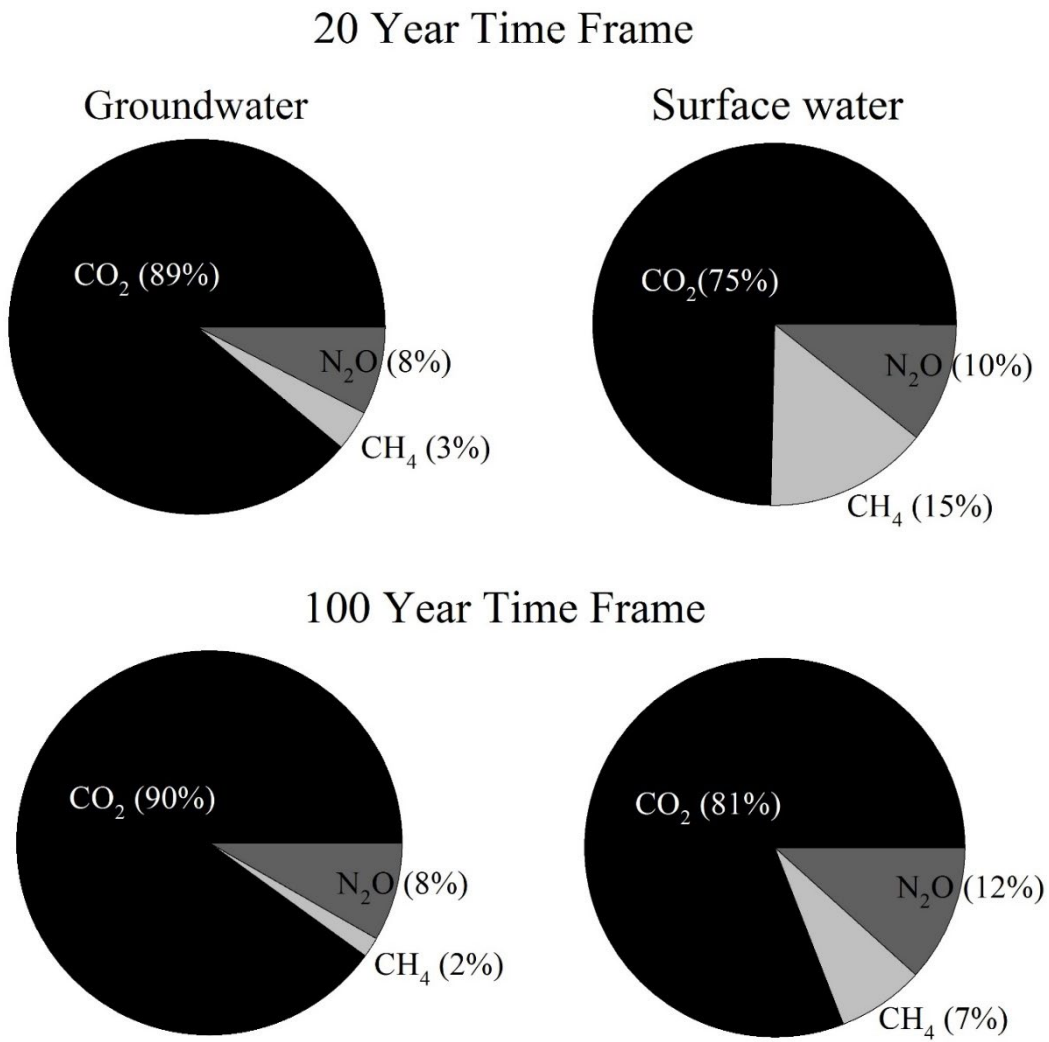 20 Year Time Frame
Groundwater
Surface water
CO₂ (89%)
CO₂(75%)
N₂O (8%)
N₂O (10%)
CH₄ (3%)
CH₄ (15%)
100 Year Time Frame
CO₂ (90%)
CO₂ (81%)
N₂O (8%)
N₂O (12%)
CH₄ (2%)
CH₄ (7%)